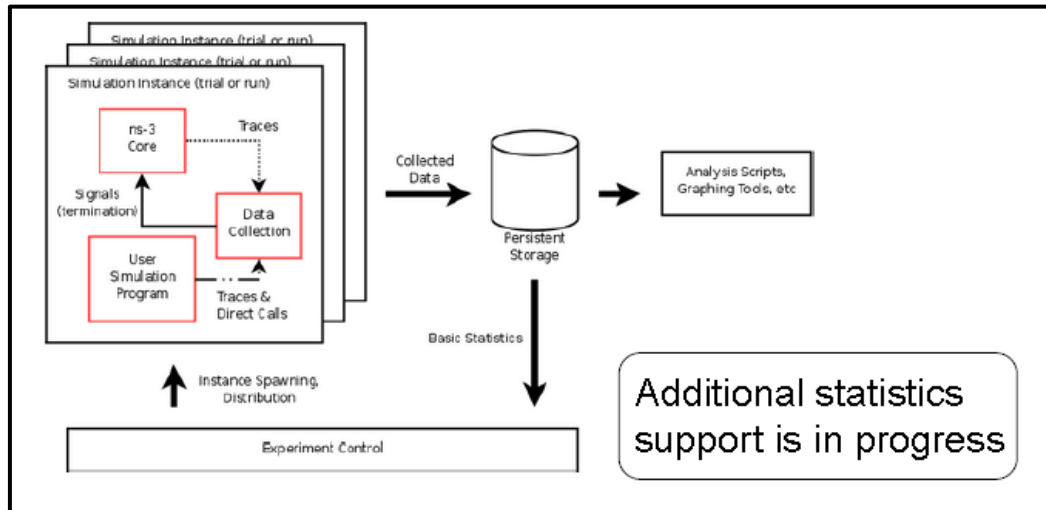 Simulation Instance (trial or run)
Simulation Instance (trial or run)
Simulation Instance (trial or run)
ns-3
Core
Traces
Signals
(termination)
Data
Collection
User
Simulation
Program
Traces &
Direct Calls
Collected
Data
Persistent
Storage
Analysis Scripts,
Graphing Tools, etc
Basic Statistics
Instance Spawning,
Distribution
Experiment Control
Additional statistics
support is in progress